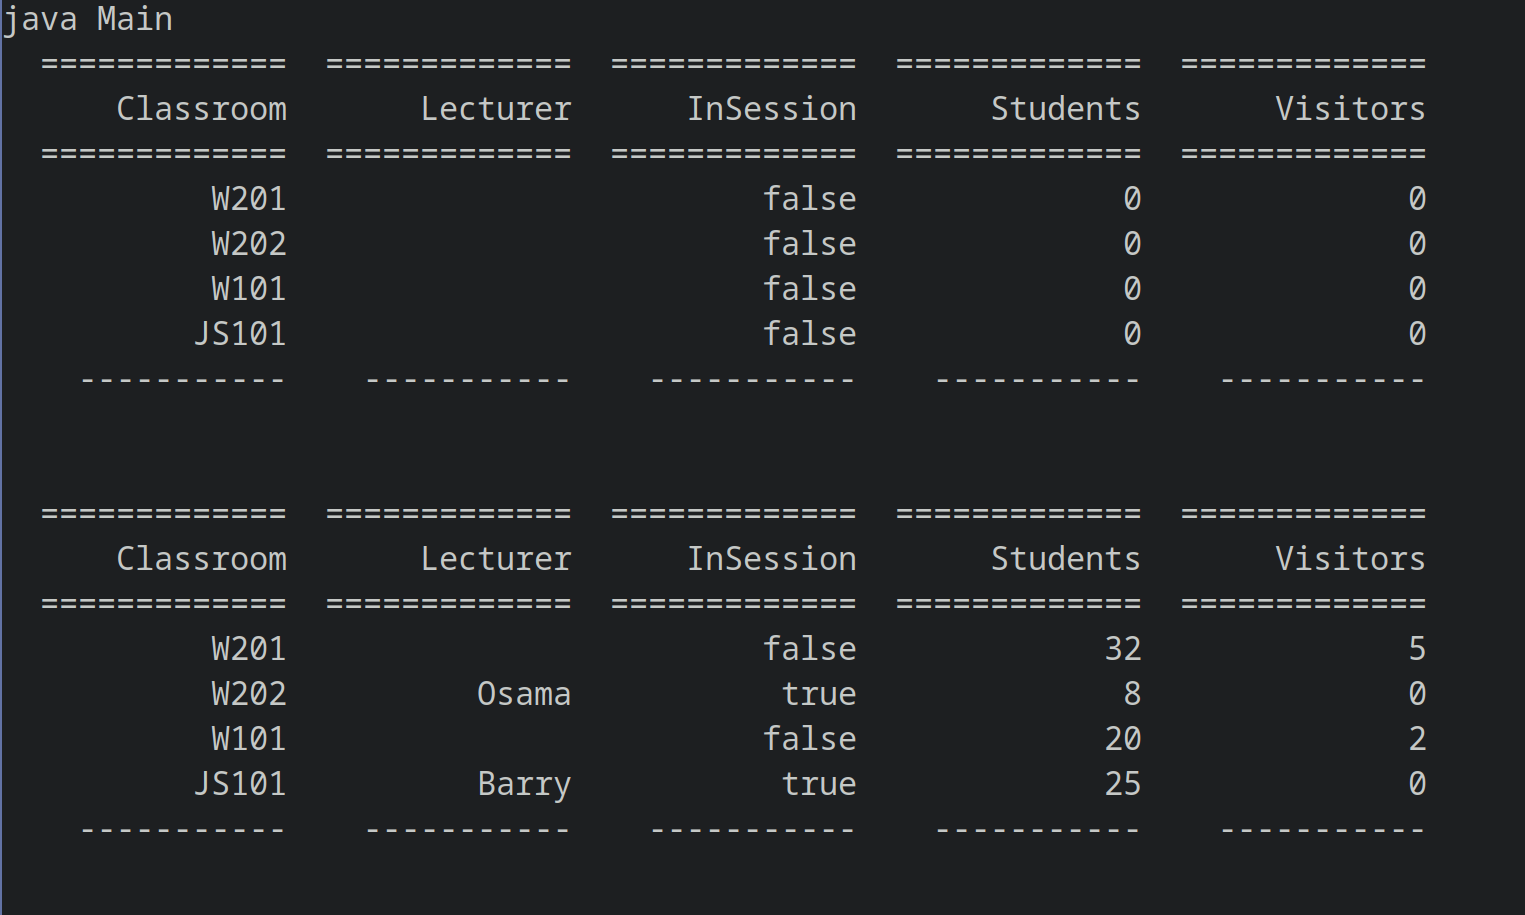 java Main
  =============  =============  =============  =============  =============
      Classroom       Lecturer      InSession       Students       Visitors
  =============  =============  =============  =============  =============
           W201                         false              0              0
           W202                         false              0              0
           W101                         false              0              0
          JS101                         false              0              0
    -----------    -----------    -----------    -----------    -----------


  =============  =============  =============  =============  =============
      Classroom       Lecturer      InSession       Students       Visitors
  =============  =============  =============  =============  =============
           W201                         false             32              5
           W202          Osama           true              8              0
           W101                         false             20              2
          JS101          Barry           true             25              0
    -----------    -----------    -----------    -----------    -----------